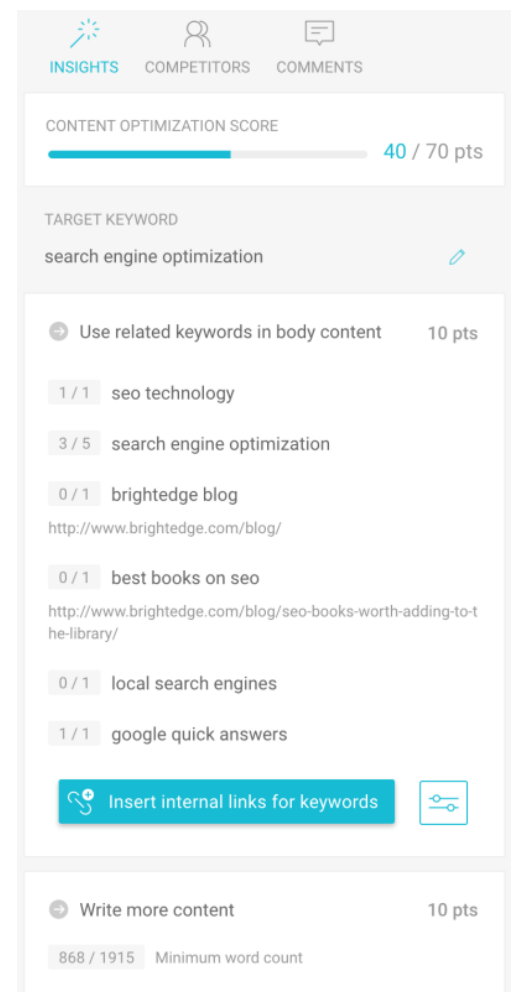 INSIGHTS COMPETITORS COMMENTS
CONTENT OPTIMIZATION SCORE
40 / 70 pts
TARGET KEYWORD
search engine optimization
Use related keywords in body content 10 pts
1 / 1 seo technology
3 / 5 search engine optimization
0 / 1 brightedge blog
http://www.brightedge.com/blog/
0 / 1 best books on seo
http://www.brightedge.com/blog/seo-books-worth-adding-to-t
he-library/
0 / 1 local search engines
1 / 1 google quick answers
Insert internal links for keywords
Write more content 10 pts
868 / 1915 Minimum word count